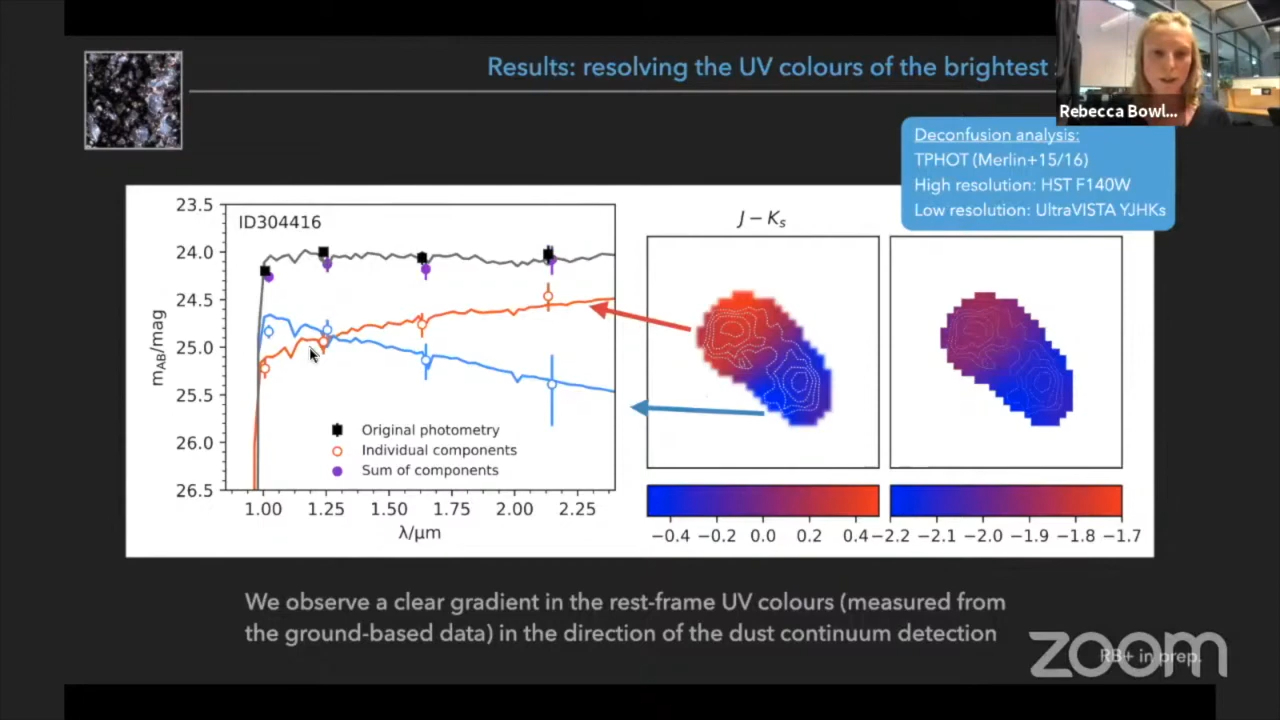 Results: resolving the UV colours of the brightest
Rebecca Bowl...
Deconfusion analysis:
TPHOT (Merlin+15/16)
High resolution: HST F140W
Low resolution: UltraVISTA YJHKs
ID304416
23.5
24.0
24.5
25.0
25.5
26.0
26.5
mAB/mag
Original photometry
Individual components
Sum of components
1.00 1.25 1.50 1.75 2.00 2.25
λ/μm
J − Ks
−0.4 −0.2 0.0 0.2 0.4
−2.2 −2.1 −2.0 −1.9 −1.8 −1.7
We observe a clear gradient in the rest-frame UV colours (measured from
the ground-based data) in the direction of the dust continuum detection
RB+ in prep.
zoom